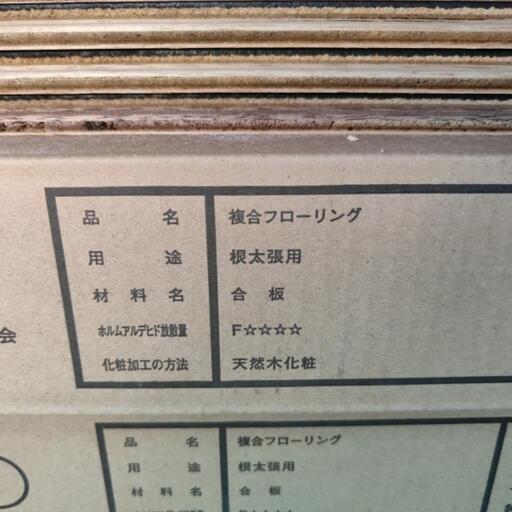 品名 複合フローリング
用途 根太張用
材料名 合板
ホルムアルデヒド放散量 F☆☆☆☆
化粧加工の方法 天然木化粧
会
品名 複合フローリング
用途 根太張用
材料名 合板